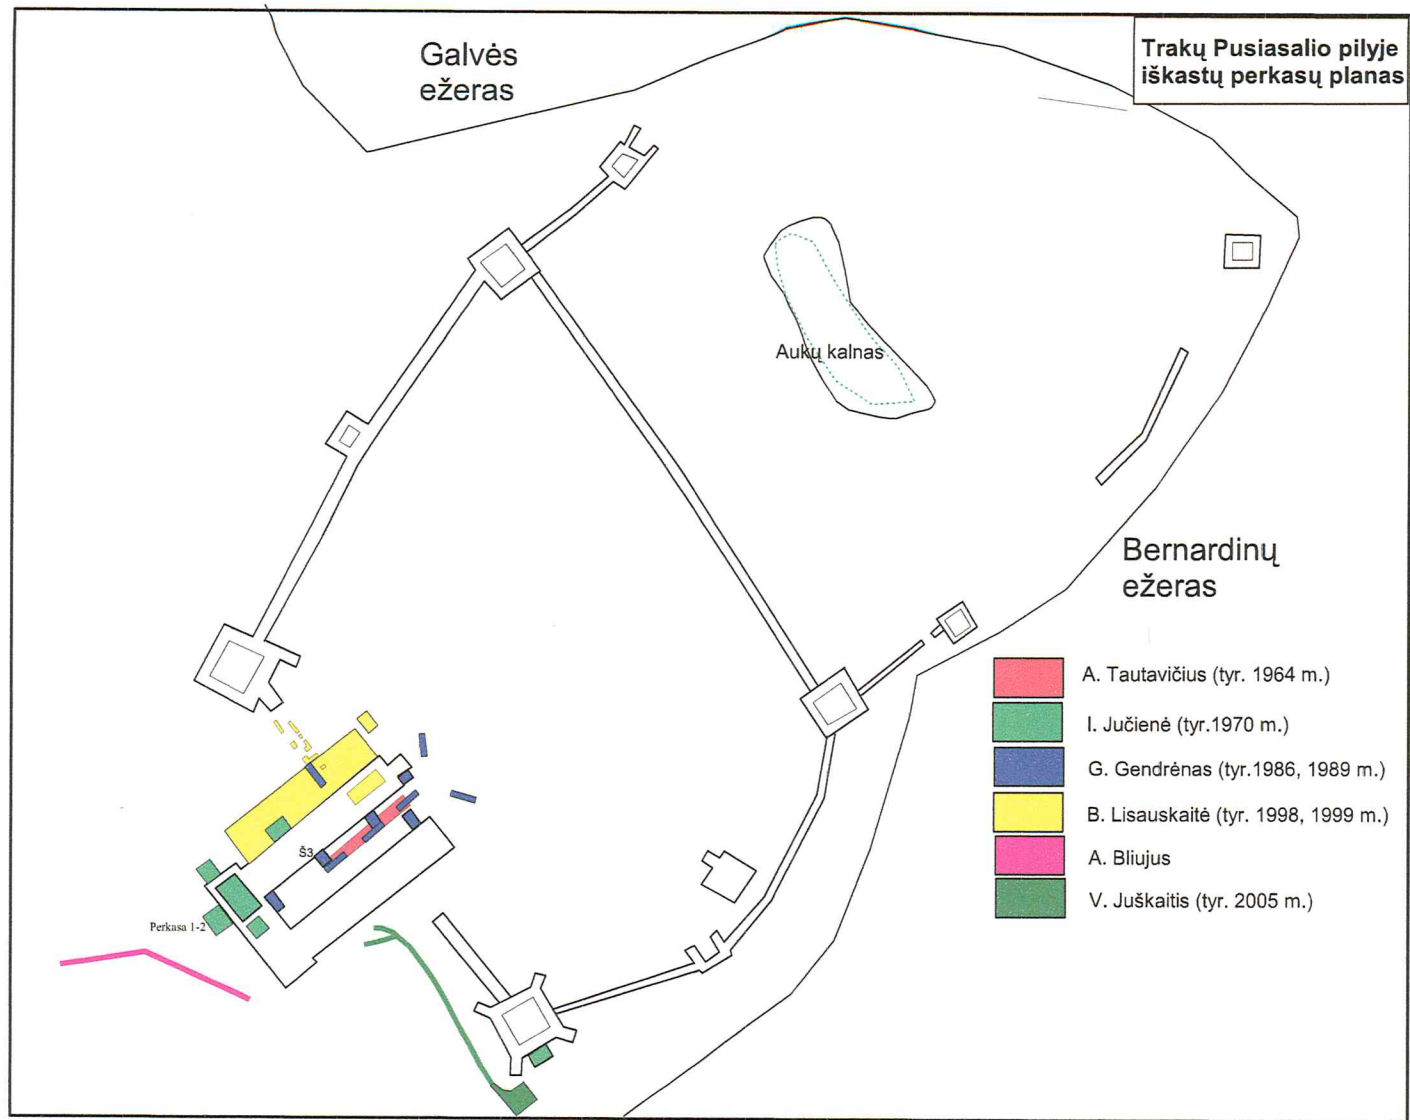 Galvės
ežeras
Trakų Pusiasalio pilyje
iškastų perkasų planas
Aukų kalnas
Bernardinų
ežeras
A. Tautavičius (tyr. 1964 m.)
I. Jučienė (tyr.1970 m.)
G. Gendrėnas (tyr.1986, 1989 m.)
B. Lisauskaitė (tyr. 1998, 1999 m.)
A. Bliujus
V. Juškaitis (tyr. 2005 m.)
Š3
Perkasa 1-2